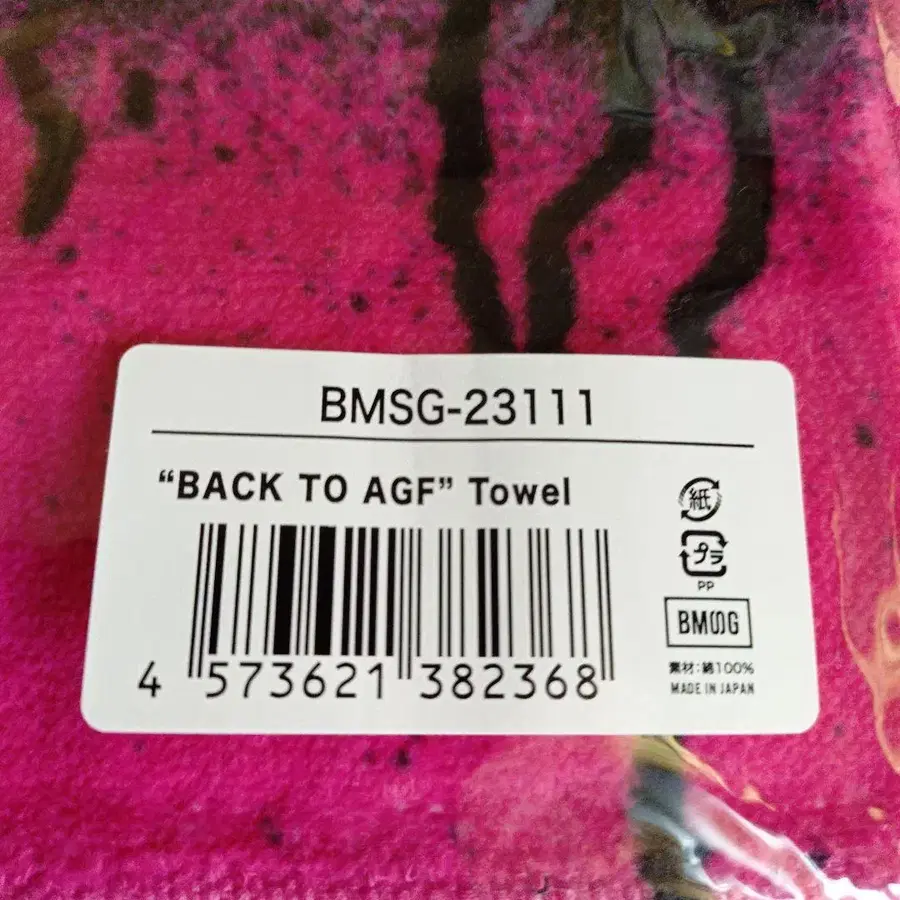 BMSG-23111
“BACK TO AGF” Towel
紙
プラ
PP
BMSG
素材:綿100%
MADE IN JAPAN
4 573621 382368